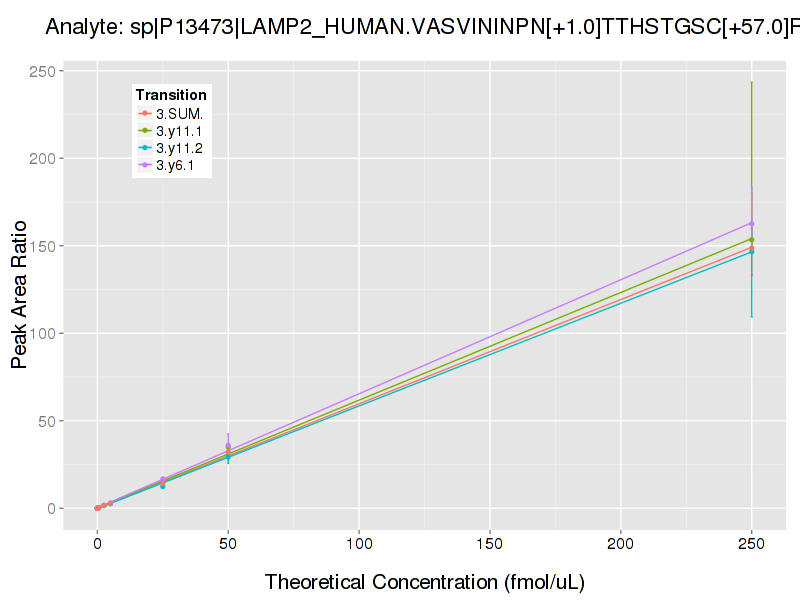 Analyte: sp|P13473|LAMP2_HUMAN.VASVININPN[+1.0]TTHSTGSC[+57.0]
Transition
3.SUM.
3.y11.1
3.y11.2
3.y6.1
Peak Area Ratio
250
200
150
100
50
0
0 50 100 150 200 250
Theoretical Concentration (fmol/uL)